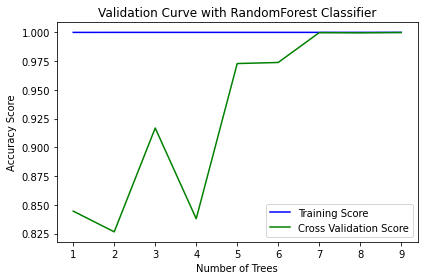 Validation Curve with RandomForest Classifier
Accuracy Score
1.000
0.975
0.950
0.925
0.900
0.875
0.850
0.825
Training Score
Cross Validation Score
1 2 3 4 5 6 7 8 9
Number of Trees